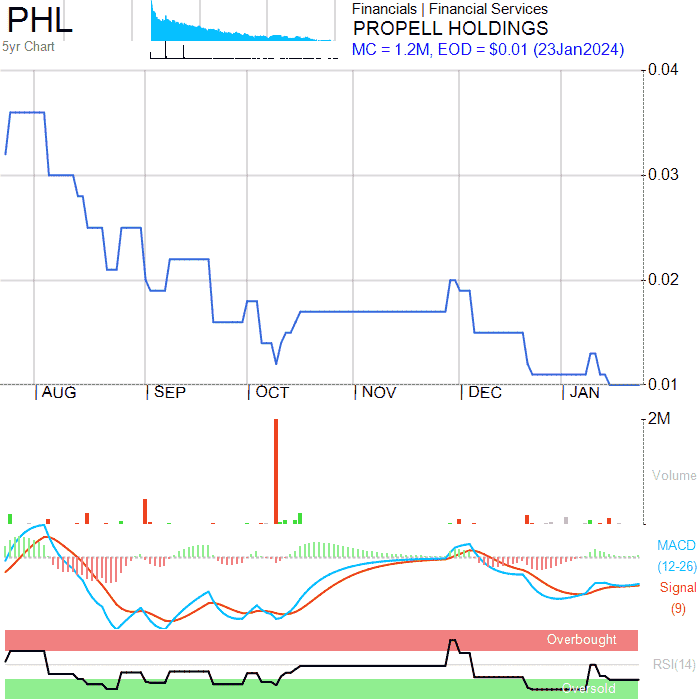 PHL
5yr Chart
Financials | Financial Services
PROPELL HOLDINGS
MC = 1.2M, EOD = $0.01 (23Jan2024)
0.04
0.03
0.02
0.01
AUG SEP OCT NOV DEC JAN
2M
Volume
MACD
(12-26)
Signal
(9)
Overbought
RSI(14)
Oversold